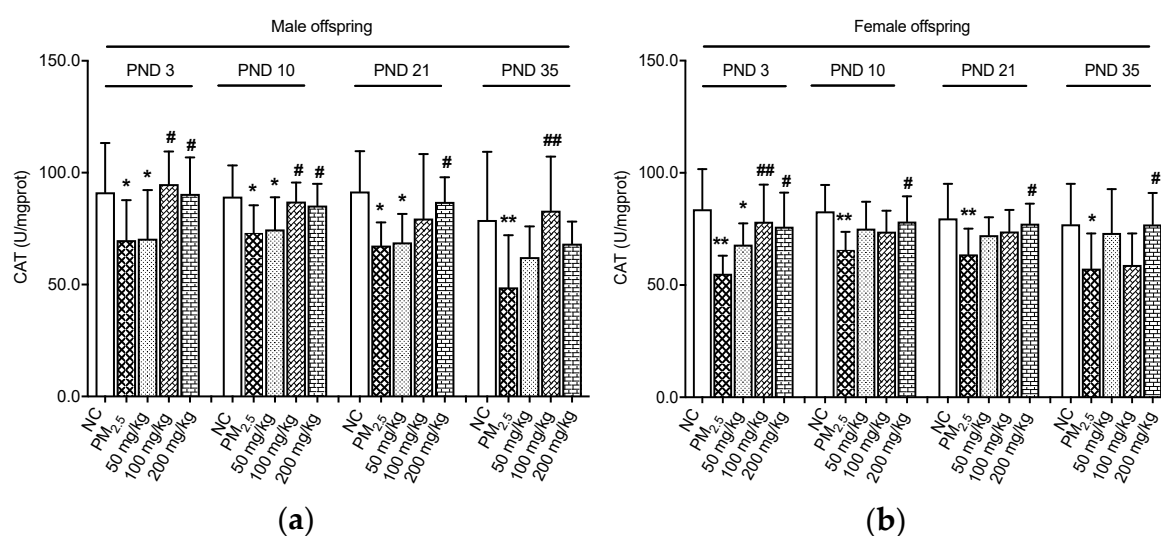 Male offspring
PND 3 PND 10 PND 21 PND 35
CAT (U/mgprot)
150.0
100.0
50.0
0.0
* * # #
* * # #
* * #
** ##
NC PM2.5 50 mg/kg 100 mg/kg 200 mg/kg
NC PM2.5 50 mg/kg 100 mg/kg 200 mg/kg
NC PM2.5 50 mg/kg 100 mg/kg 200 mg/kg
NC PM2.5 50 mg/kg 100 mg/kg 200 mg/kg
(a)
Female offspring
PND 3 PND 10 PND 21 PND 35
CAT (U/mgprot)
150.0
100.0
50.0
0.0
** * ## #
** #
** #
* #
NC PM2.5 50 mg/kg 100 mg/kg 200 mg/kg
NC PM2.5 50 mg/kg 100 mg/kg 200 mg/kg
NC PM2.5 50 mg/kg 100 mg/kg 200 mg/kg
NC PM2.5 50 mg/kg 100 mg/kg 200 mg/kg
(b)